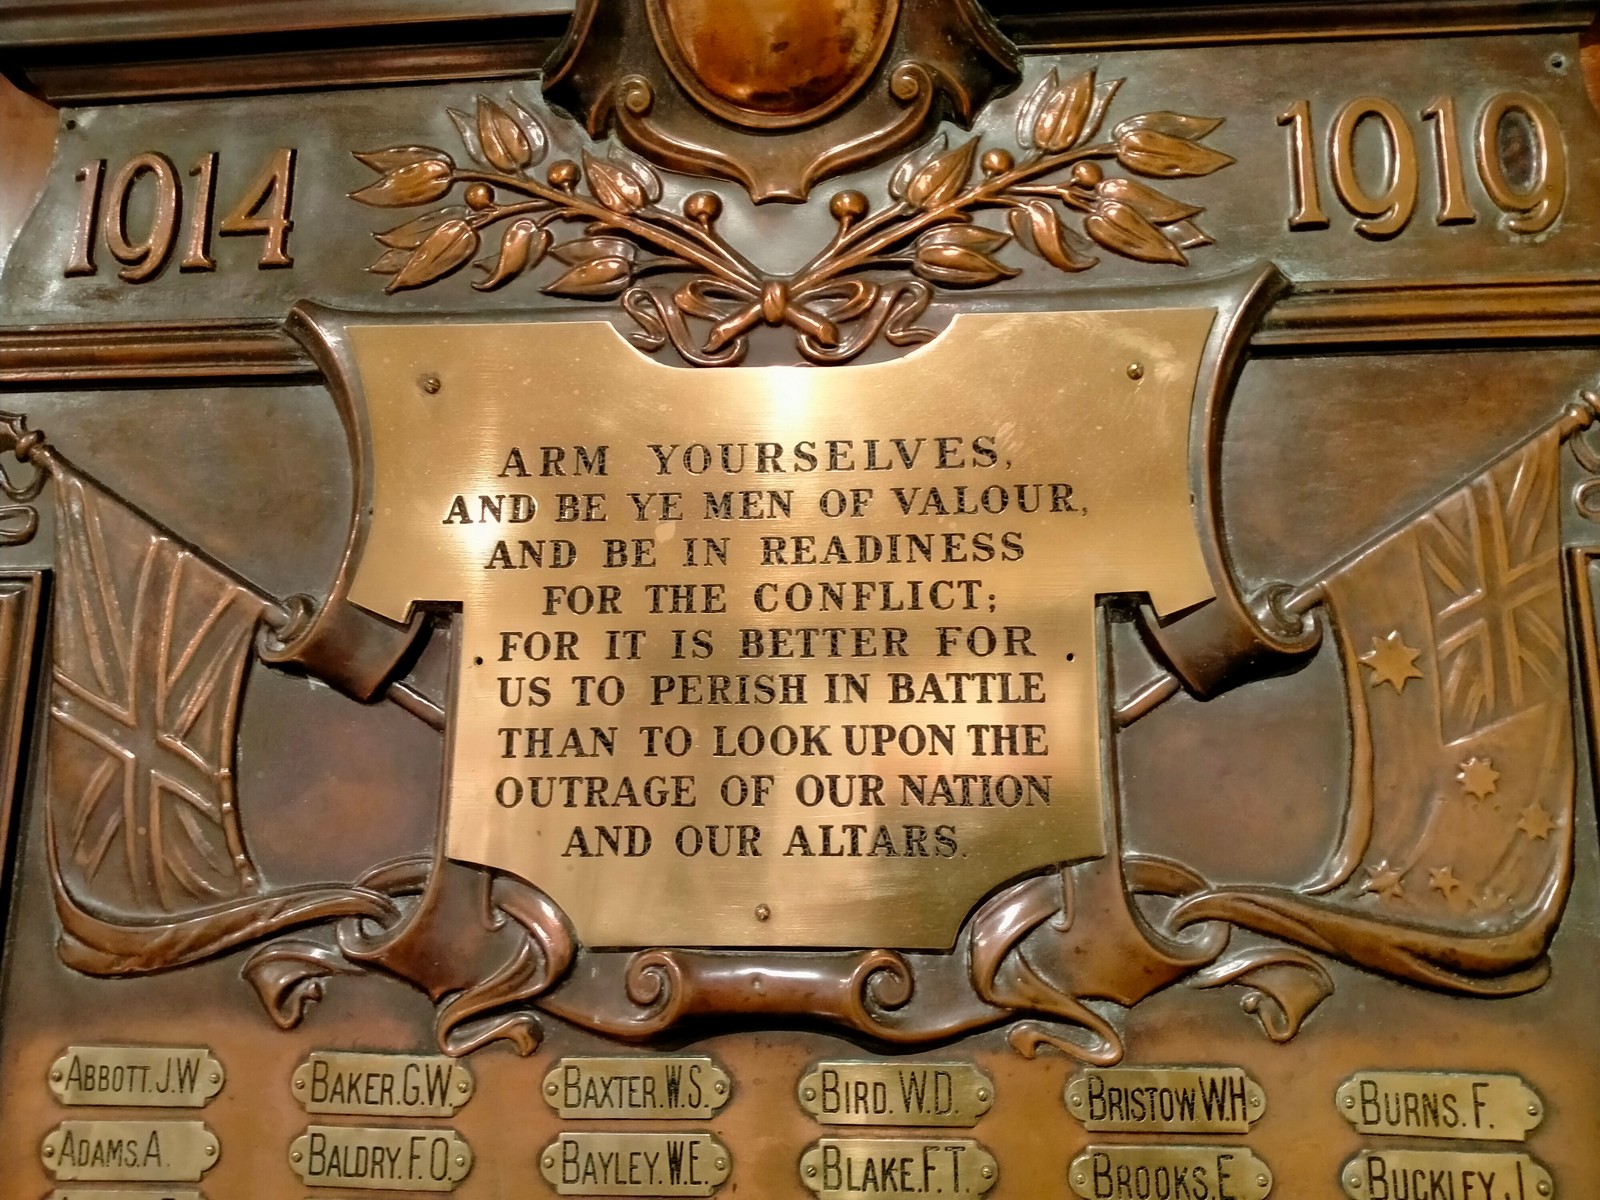 1914 1919
ARM YOURSELVES,
AND BE YE MEN OF VALOUR,
AND BE IN READINESS
FOR THE CONFLICT;
FOR IT IS BETTER FOR
US TO PERISH IN BATTLE
THAN TO LOOK UPON THE
OUTRAGE OF OUR NATION
AND OUR ALTARS.
ABBOTT.J.W BAKER.G.W. BAXTER.W.S. BIRD.W.D. BRISTOW.W.H BURNS.F.
ADAMS.A. BALDRY.F.O. BAYLEY.W.E. BLAKE.F.T. BROOKS.E. BUCKLEY.J.